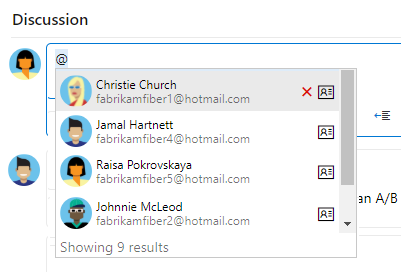 Discussion
@
Christie Church
fabrikamfiber1@hotmail.com
Jamal Hartnett
fabrikamfiber4@hotmail.com
Raisa Pokrovskaya
fabrikamfiber5@hotmail.com
an A/B
Johnnie McLeod
fabrikamfiber2@hotmail.com
Showing 9 results